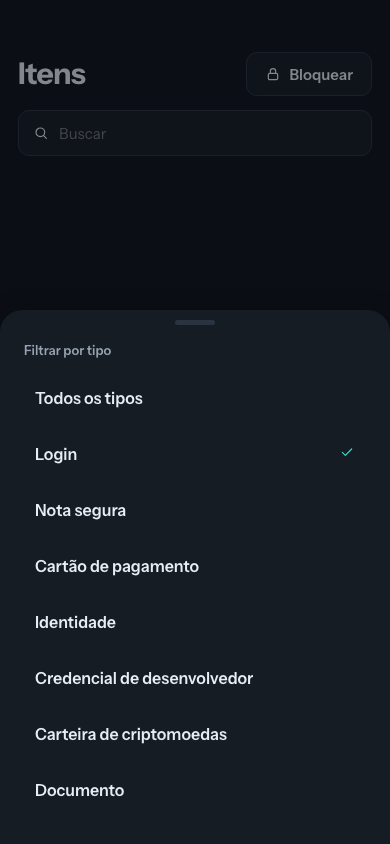 Itens
Bloquear
Buscar
Filtrar por tipo
Todos os tipos
Login
Nota segura
Cartão de pagamento
Identidade
Credencial de desenvolvedor
Carteira de criptomoedas
Documento